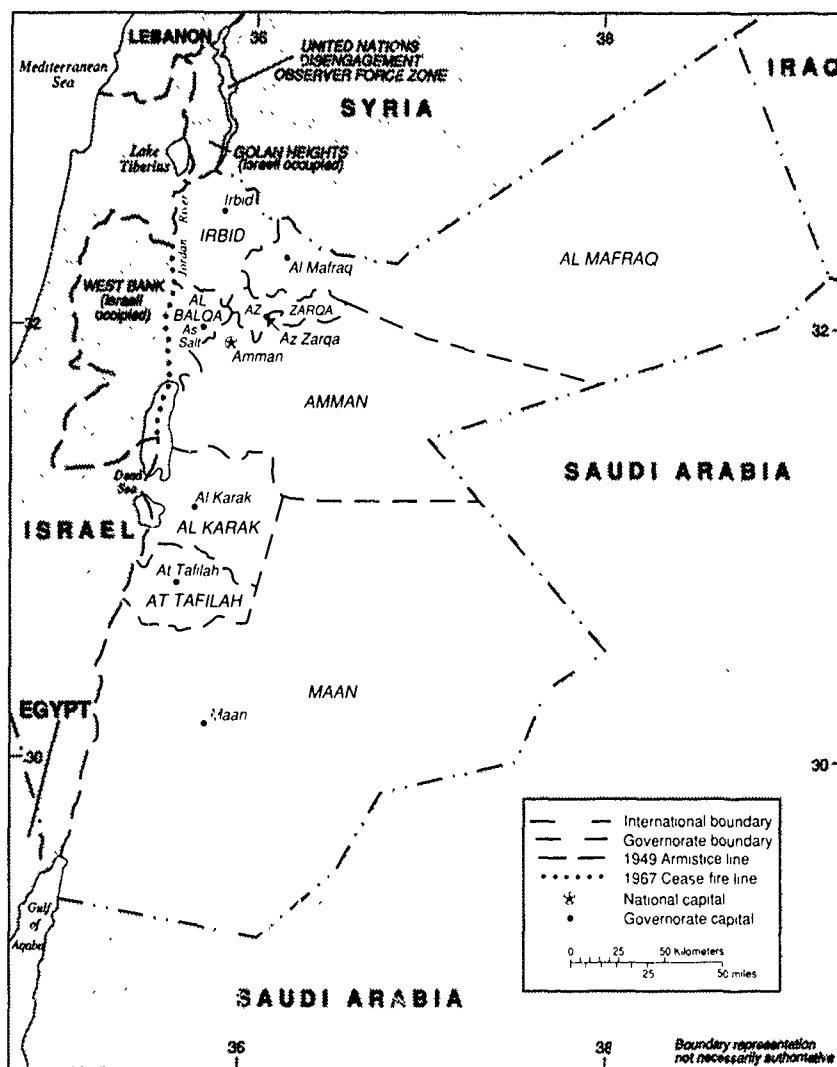 36
38
LEBANON
UNITED NATIONS
DISENGAGEMENT
OBSERVER FORCE ZONE
Mediterranean
Sea
IRAQ
SYRIA
Lake
Tiberius
GOLAN HEIGHTS
(Israeli occupied)
Irbid
IRBID
Jordan River
Al Mafraq
AL MAFRAQ
WEST BANK
(Israeli
occipied)
AL
BALQA
AZ ZARQA
32
32
As
Salt
Az Zarqa
Amman
AMMAN
SAUDI ARABIA
Dead
Sea
Al Karak
ISRAEL
AL KARAK
At Tafilah
AT TAFILAH
MAAN
EGYPT
Maan
30
30
International boundary
Governorate boundary
1949 Armistice line
1967 Cease fire line
National capital
Governorate capital
0 25 50 Kilometers
25 50 miles
Gulf
of
Aqaba
SAUDI ARABIA
36
38
Boundary representation
not necessarily authoritative